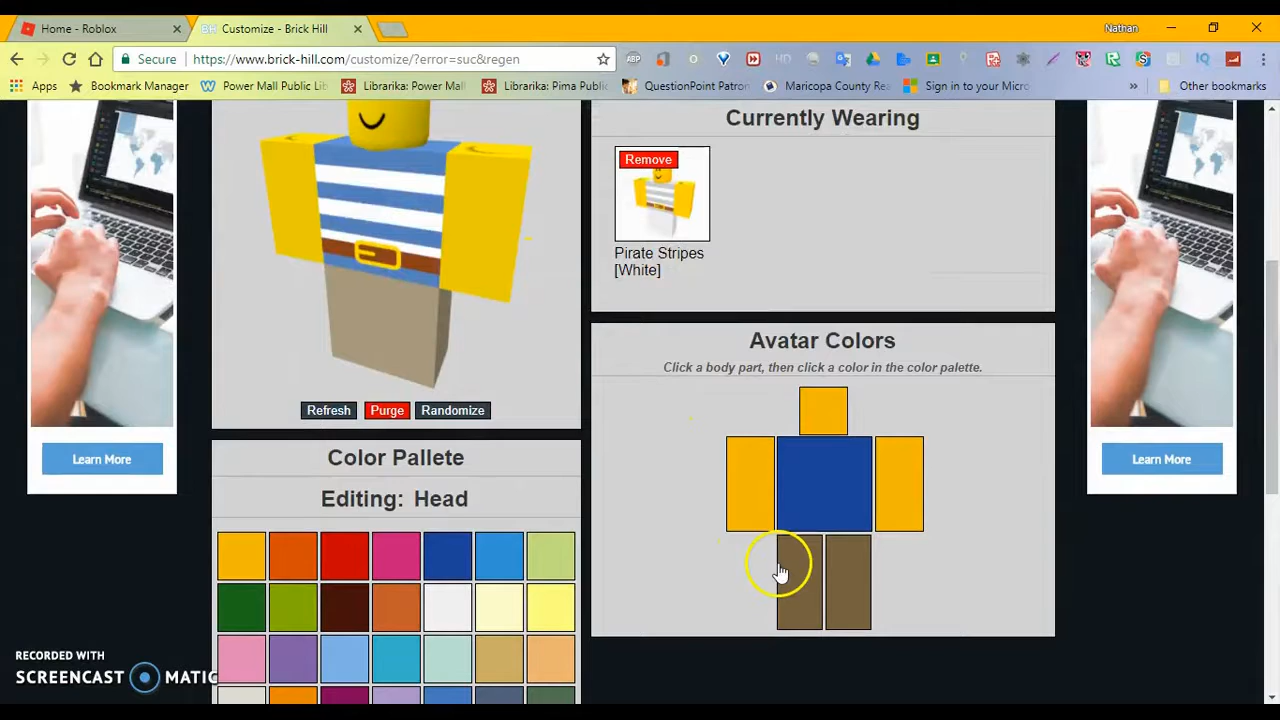 Home - Roblox
Customize - Brick Hill
Nathan
Secure https://www.brick-hill.com/customize/?error=suc&regen
Apps Bookmark Manager Power Mall Public Lib Librarika: Power Mall Librarika: Pima Public QuestionPoint Patron Maricopa County Rea Sign in to your Micro » Other bookmarks
Currently Wearing
Remove
Pirate Stripes
[White]
Avatar Colors
Click a body part, then click a color in the color palette.
Refresh Purge Randomize
Color Pallete
Editing: Head
Learn More
Learn More
RECORDED WITH
SCREENCAST MATIC